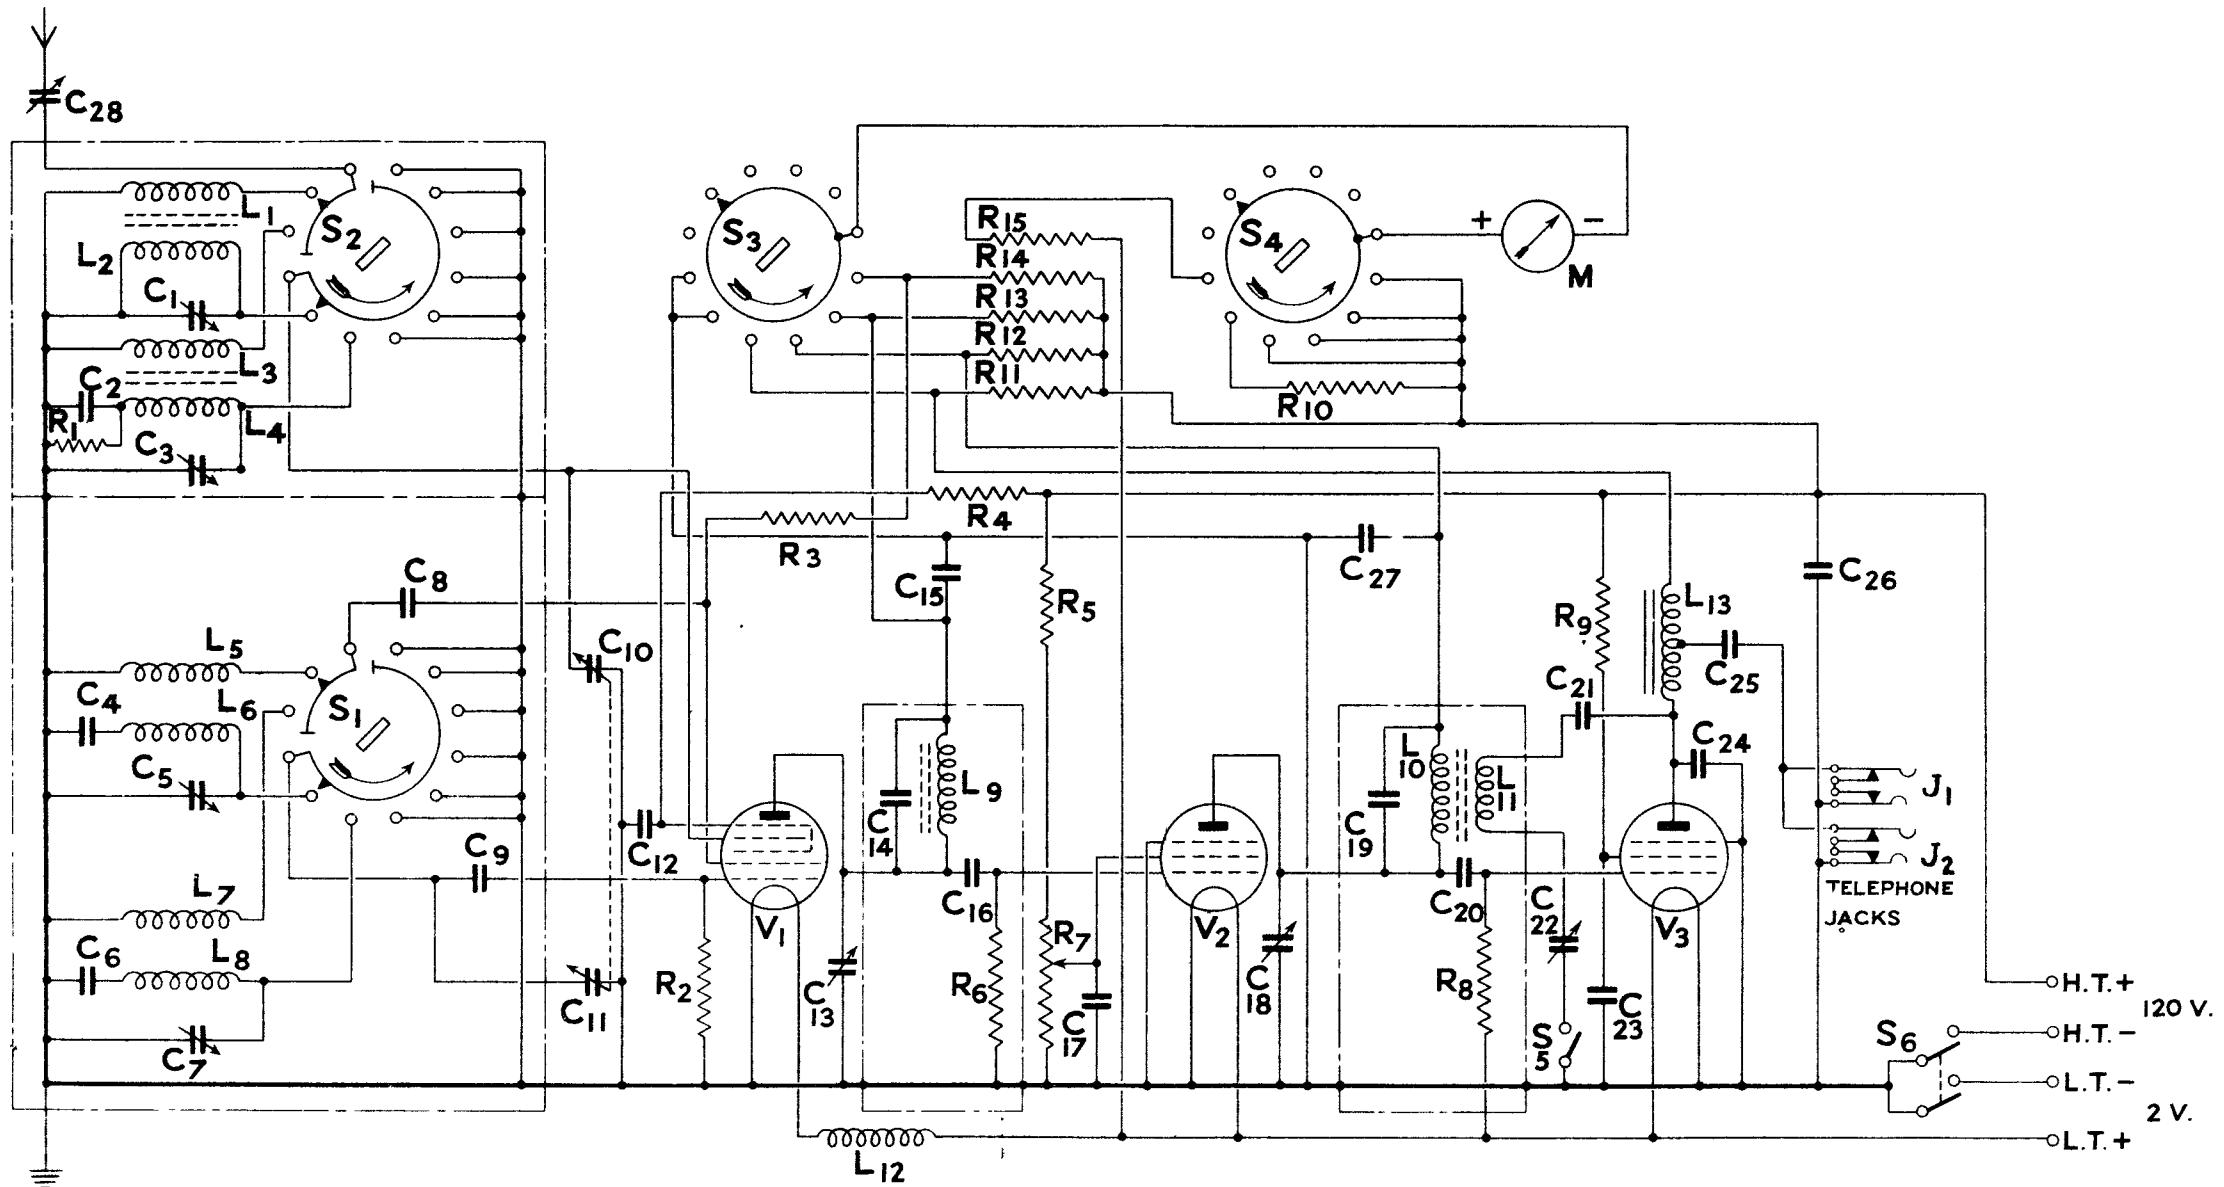 C28
L1
S2
L2
C1
L3
C2
R1
L4
C3
S3
R15
R14
R13
R12
R11
S4
+
−
M
R10
R4
R3
C27
C15
R5
C8
L5
C4
L6
S1
C5
C10
C9
C12
L7
C6
L8
C7
C11
R2
V1
C13
C14
L9
C16
R6
R7
C17
V2
C18
C19
L10
L11
C20
R8
C22
S5
C23
R9
C21
L13
C25
C24
V3
C26
J1
J2
TELEPHONE
JACKS
L12
S6
H.T.+
120 V.
H.T.−
L.T.−
2 V.
L.T.+